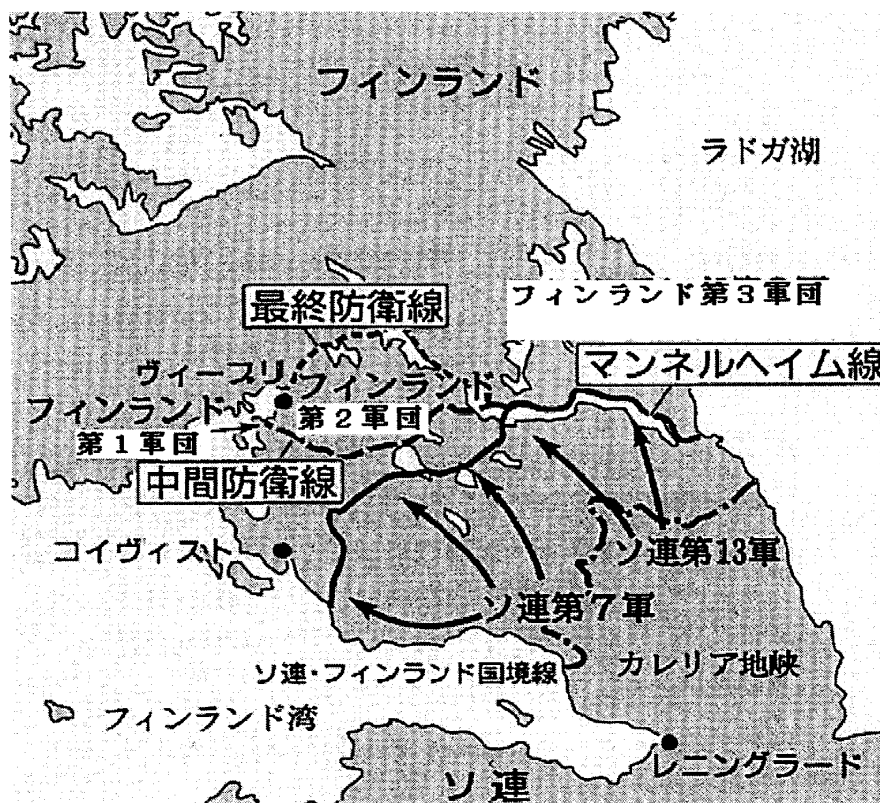 フィンランド
ラドガ湖
フィンランド第3軍団
最終防衛線
マンネルヘイム線
ヴィープリ
フィンランド
第2軍団
フィンランド
第1軍団
中間防衛線
コイヴィスト
ソ連第13軍
ソ連第7軍
ソ連・フィンランド国境線
カレリア地峡
フィンランド湾
レニングラード
ソ連